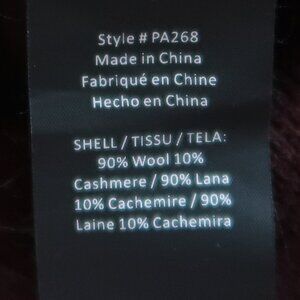 Style # PA268
Made in China
Fabriqué en Chine
Hecho en China
SHELL / TISSU / TELA:
90% Wool 10%
Cashmere / 90% Lana
10% Cachemire / 90%
Laine 10% Cachemira